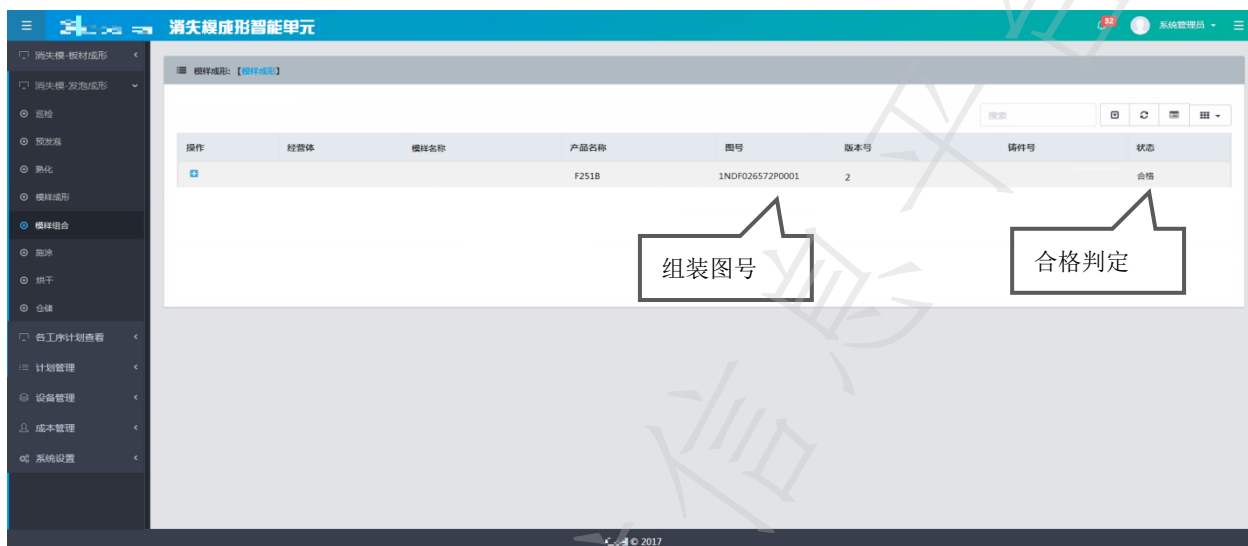 消失模成形智能单元
32
系统管理员
消失模-板材成形
消失模-发泡成形
巡检
预发泡
熟化
模样成形
模样组合
施涂
烘干
仓储
各工序计划查看
计划管理
设备管理
成本管理
系统设置
模样成形:【模样成形】
搜索
操作 经营体 模样名称 产品名称 图号 版本号 铸件号 状态
F251B 1NDF026572P0001 2 合格
组装图号
合格判定
© 2017